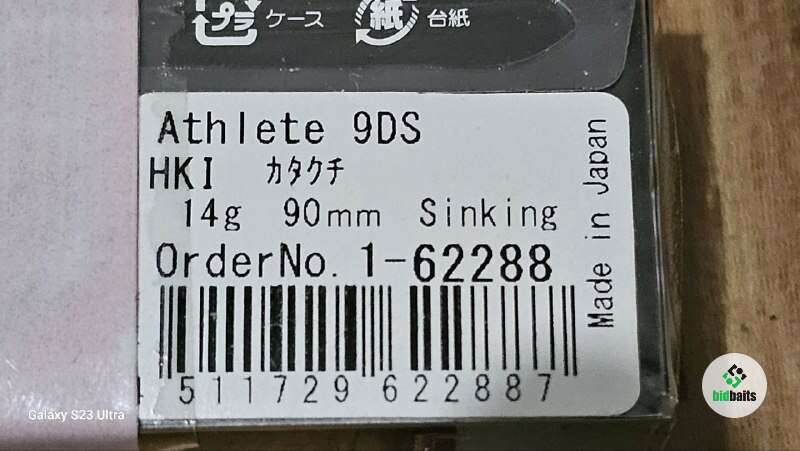 プラ ケース 紙 台紙
Athlete 9DS
HKI カタクチ
14g 90mm Sinking
OrderNo. 1-62288
4 511729 622887
Made in Japan
Galaxy S23 Ultra
bidbaits